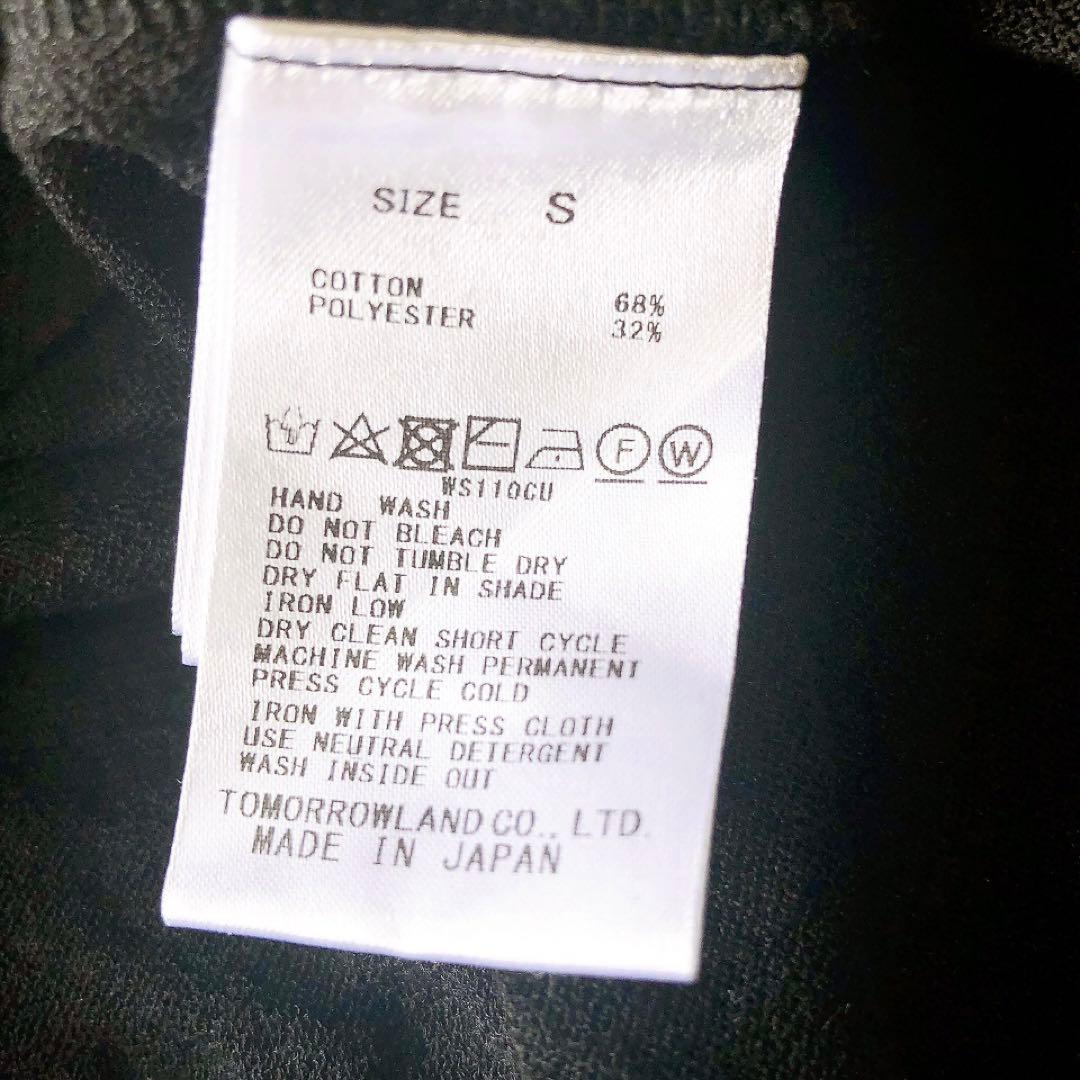 SIZE S
COTTON 68%
POLYESTER 32%
F W
WS110CU
HAND WASH
DO NOT BLEACH
DO NOT TUMBLE DRY
DRY FLAT IN SHADE
IRON LOW
DRY CLEAN SHORT CYCLE
MACHINE WASH PERMANENT
PRESS CYCLE COLD
IRON WITH PRESS CLOTH
USE NEUTRAL DETERGENT
WASH INSIDE OUT
TOMORROWLAND CO., LTD.
MADE IN JAPAN